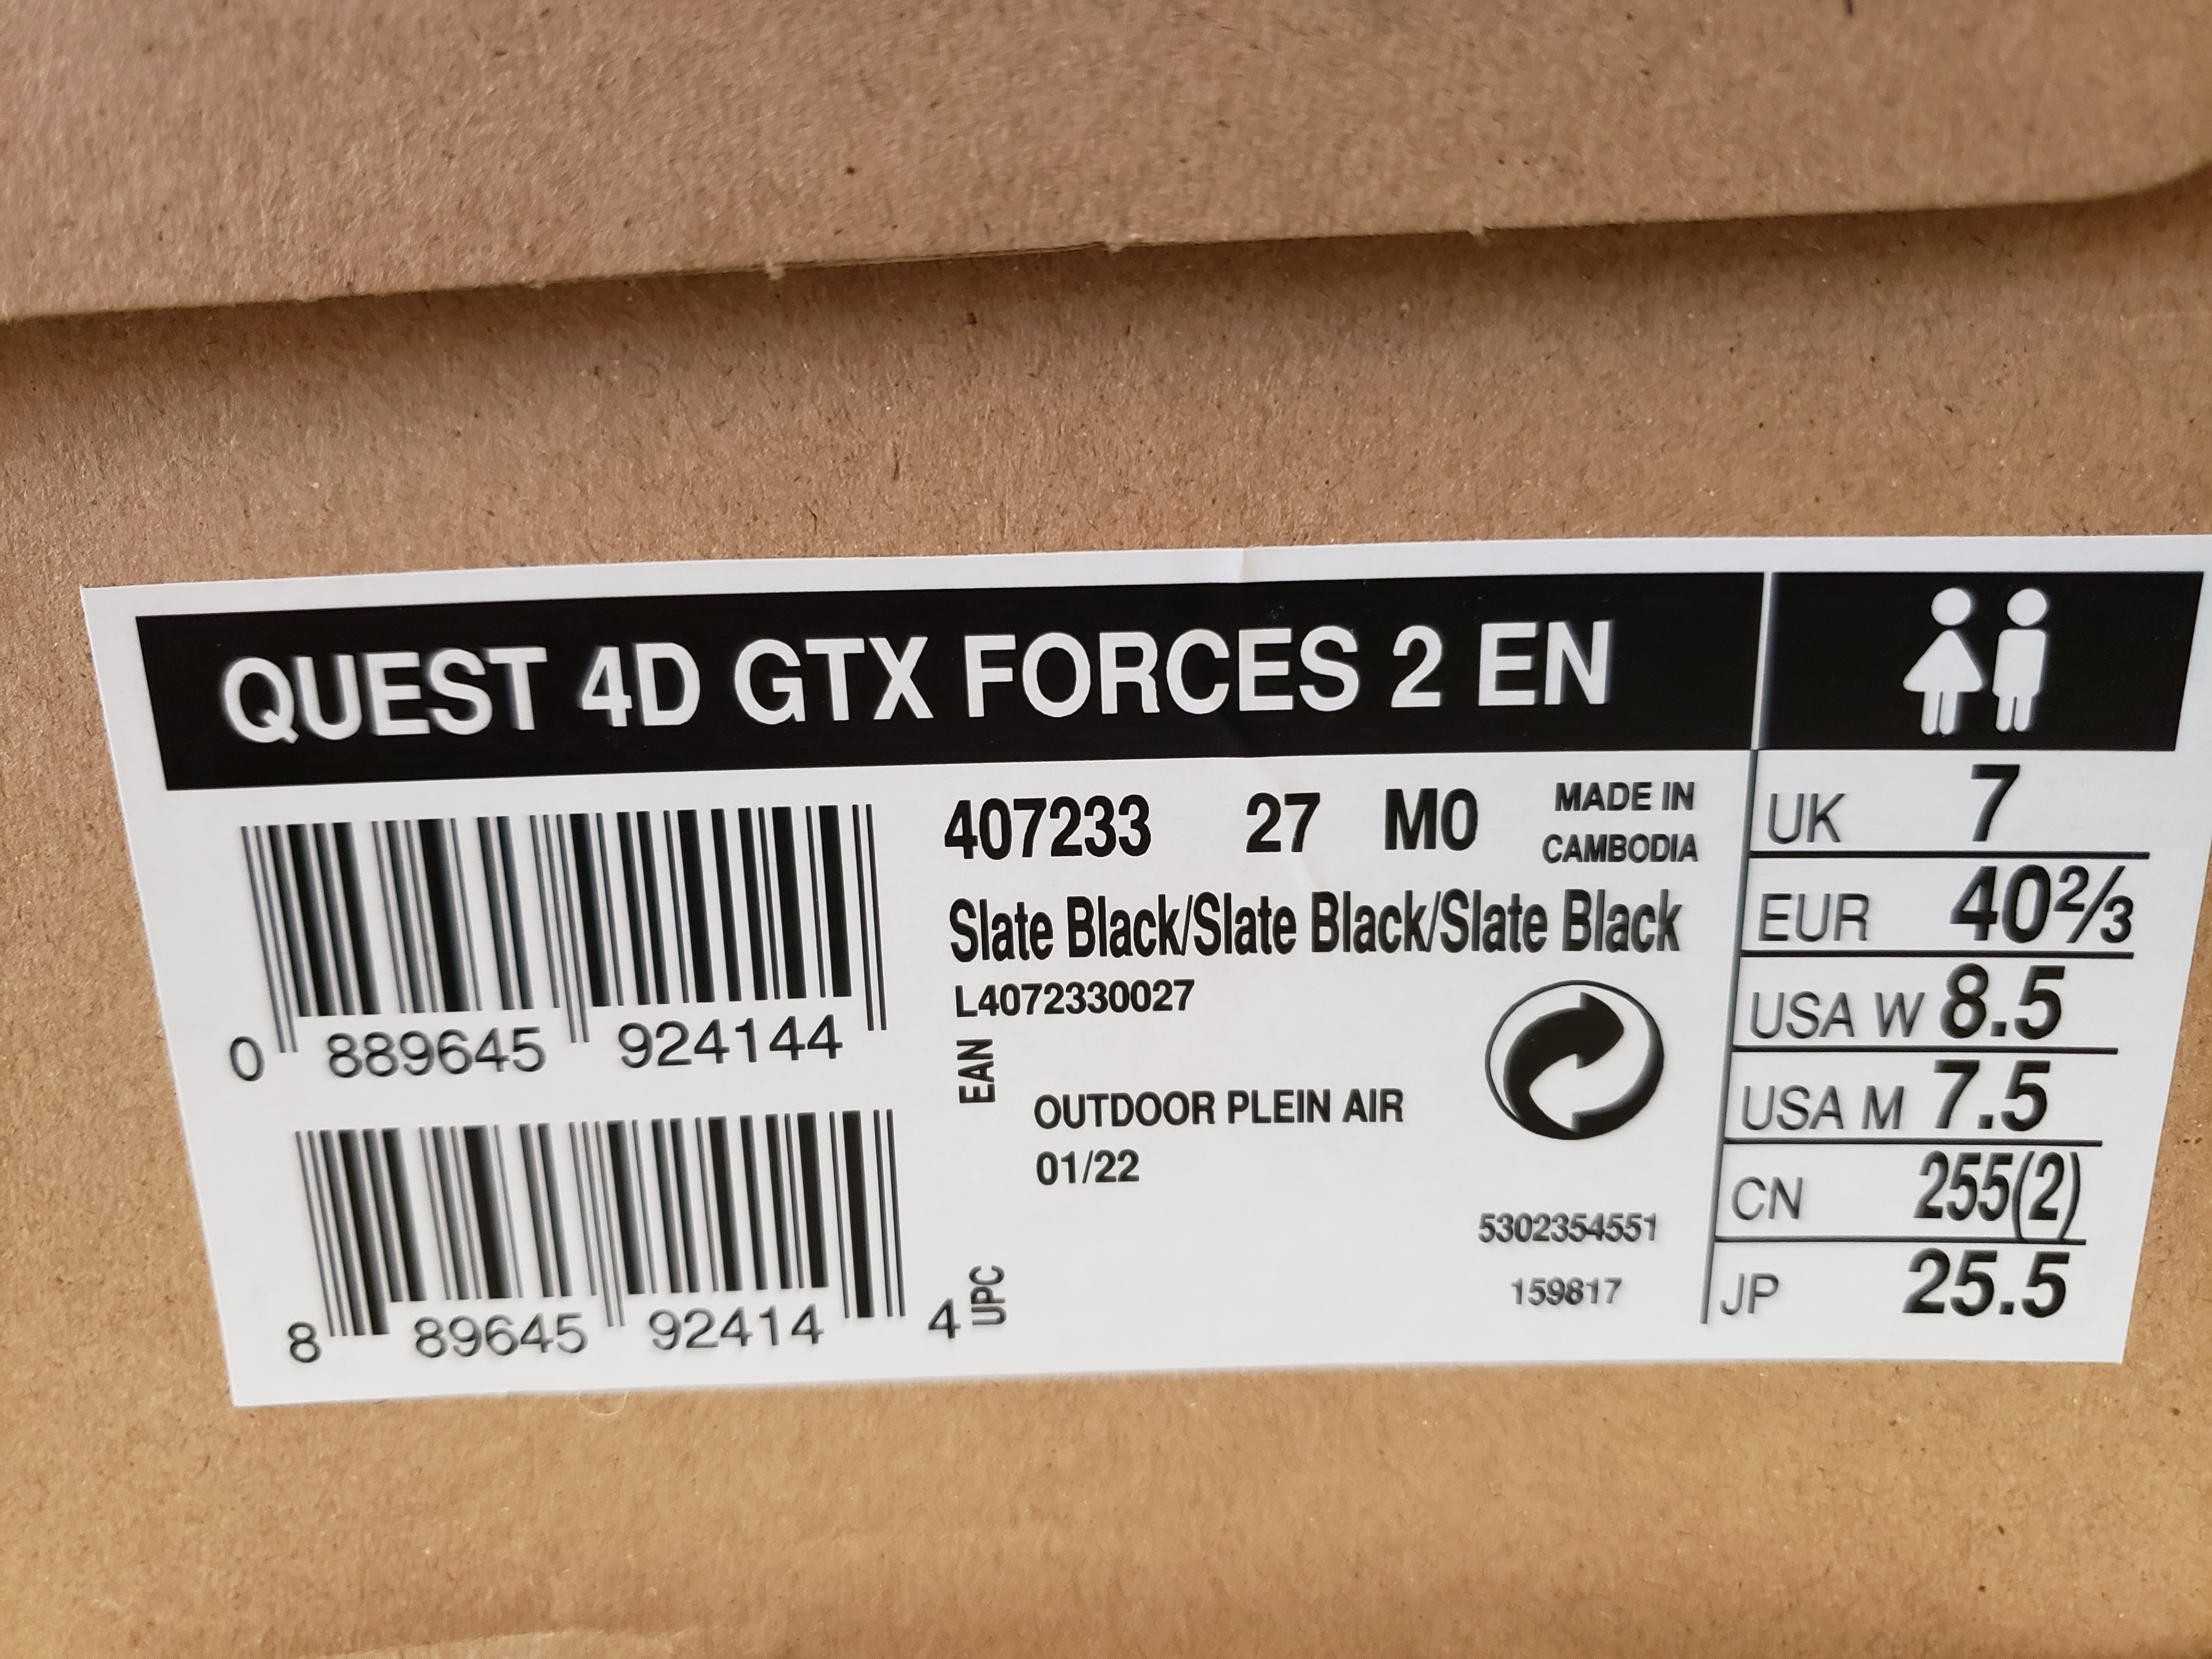 QUEST 4D GTX FORCES 2 EN
407233 27 M0 MADE IN
CAMBODIA
Slate Black/Slate Black/Slate Black
L4072330027
0 889645 924144
EAN
OUTDOOR PLEIN AIR
01/22
8 89645 92414 4
UPC
5302354551
159817
UK 7
EUR 40⅔
USA W 8.5
USA M 7.5
CN 255(2)
JP 25.5